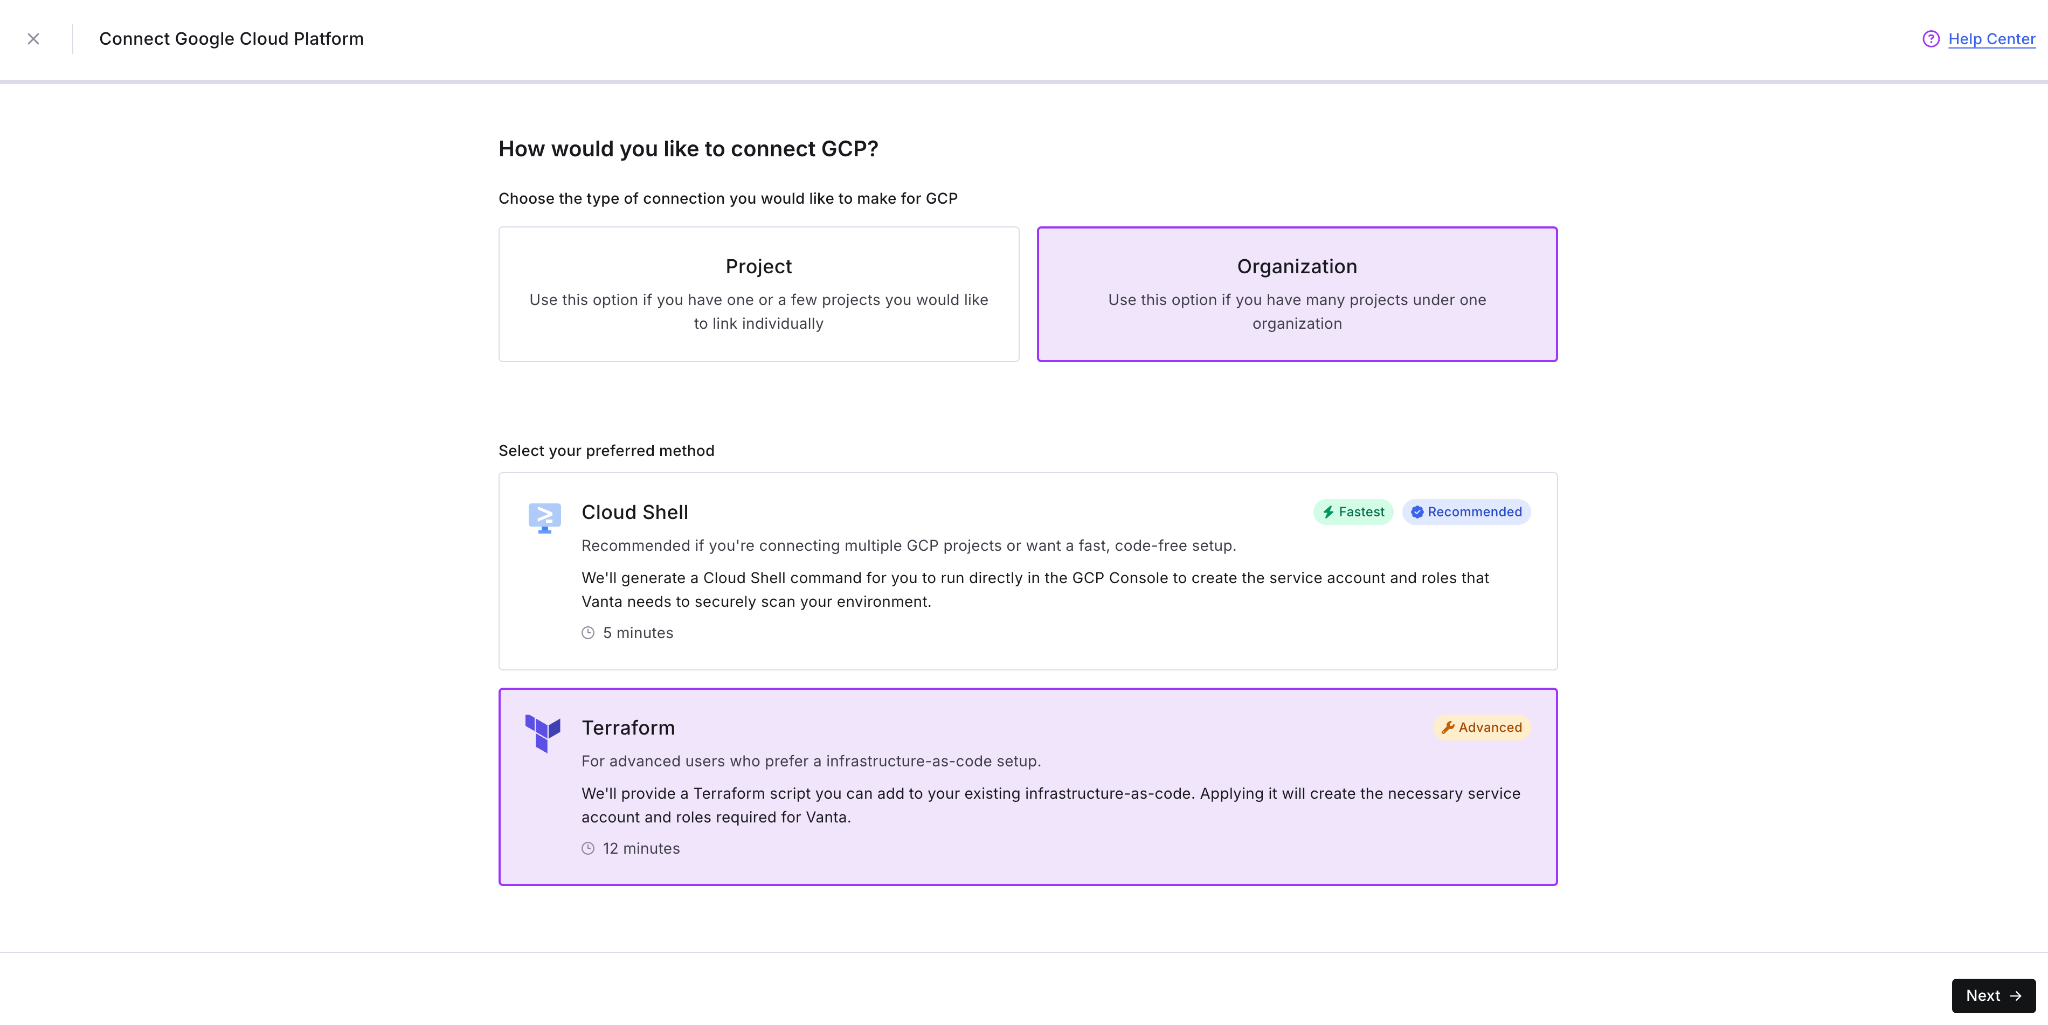 Connect Google Cloud Platform
Help Center
How would you like to connect GCP?
Choose the type of connection you would like to make for GCP
Project
Use this option if you have one or a few projects you would like
to link individually
Organization
Use this option if you have many projects under one
organization
Select your preferred method
Cloud Shell
Fastest
Recommended
Recommended if you're connecting multiple GCP projects or want a fast, code-free setup.
We'll generate a Cloud Shell command for you to run directly in the GCP Console to create the service account and roles that
Vanta needs to securely scan your environment.
5 minutes
Terraform
Advanced
For advanced users who prefer a infrastructure-as-code setup.
We'll provide a Terraform script you can add to your existing infrastructure-as-code. Applying it will create the necessary service
account and roles required for Vanta.
12 minutes
Next